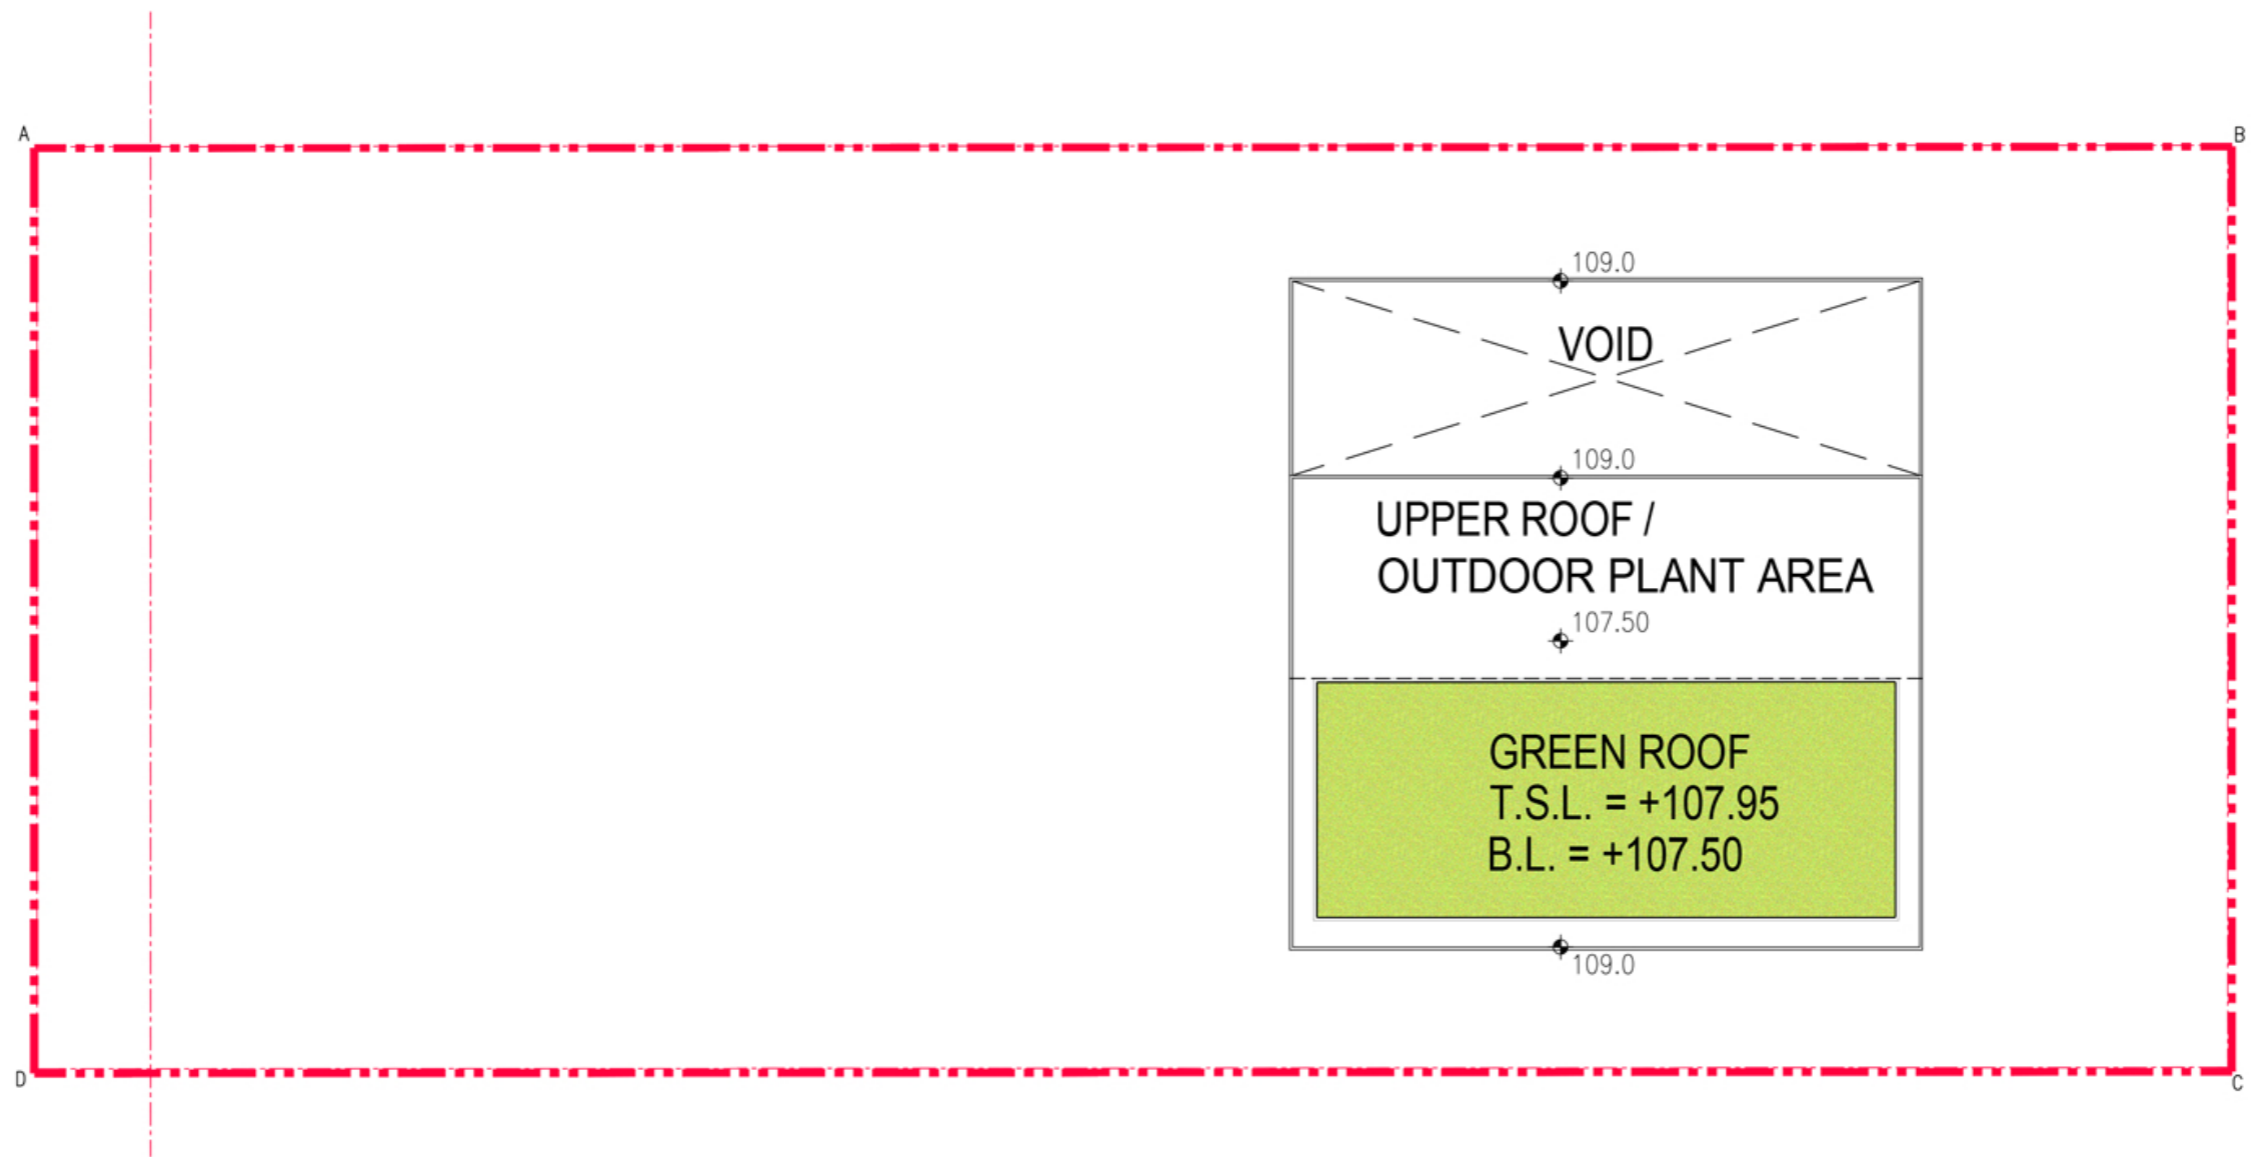 A
B
109.0
VOID
109.0
UPPER ROOF /
OUTDOOR PLANT AREA
107.50
GREEN ROOF
T.S.L. = +107.95
B.L. = +107.50
109.0
D
C